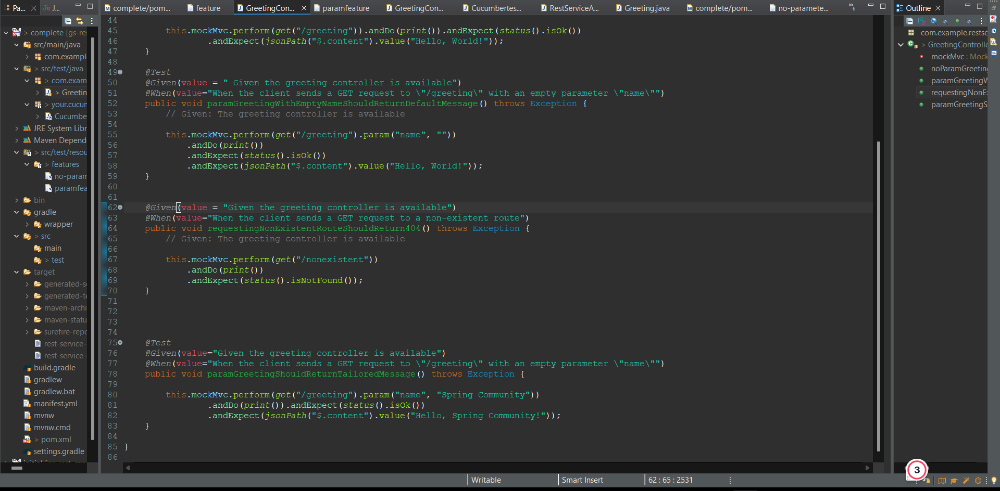 Pa...
Ju J...
complete/pom...
feature
GreetingCon...
paramfeature
GreetingCon...
Cucumbertes...
RestServiceA...
Greeting.java
complete/pom...
no-paramete...
»6
Outline
> complete [gs-res
src/main/java
com.exampl
> src/test/java
> com.exam
> Greetin
> your.cucun
Cucumbe
JRE System Libr
Maven Depend
> src/test/resou
> features
no-param
paramfea
bin
gradle
wrapper
> src
main
> test
target
generated-s
generated-te
maven-archi
maven-statu
surefire-repo
rest-service-
rest-service-
build.gradle
gradlew
gradlew.bat
manifest.yml
mvnw
mvnw.cmd
> pom.xml
settings.gradle
44
45 this.mockMvc.perform(get("/greeting")).andDo(print()).andExpect(status().isOk())
46 .andExpect(jsonPath("$.content").value("Hello, World!"));
47 }
48
49 @Test
50 @Given(value = " Given the greeting controller is available")
51 @When(value="When the client sends a GET request to \"/greeting\" with an empty parameter \"name\"")
52 public void paramGreetingWithEmptyNameShouldReturnDefaultMessage() throws Exception {
53 // Given: The greeting controller is available
54
55 this.mockMvc.perform(get("/greeting").param("name", ""))
56 .andDo(print())
57 .andExpect(status().isOk())
58 .andExpect(jsonPath("$.content").value("Hello, World!"));
59 }
60
61
62 @Given(value = "Given the greeting controller is available")
63 @When(value="When the client sends a GET request to a non-existent route")
64 public void requestingNonExistentRouteShouldReturn404() throws Exception {
65 // Given: The greeting controller is available
66
67 this.mockMvc.perform(get("/nonexistent"))
68 .andDo(print())
69 .andExpect(status().isNotFound());
70 }
71
72
73
74
75 @Test
76 @Given(value="Given the greeting controller is available")
77 @When(value="When the client sends a GET request to \"/greeting\" with an empty parameter \"name\"")
78 public void paramGreetingShouldReturnTailoredMessage() throws Exception {
79
80 this.mockMvc.perform(get("/greeting").param("name", "Spring Community"))
81 .andDo(print()).andExpect(status().isOk())
82 .andExpect(jsonPath("$.content").value("Hello, Spring Community!"));
83 }
84
85 }
86
com.example.restse
> GreetingControlle
mockMvc : Mock
noParamGreeting
paramGreetingW
requestingNonEx
paramGreetingS
3
Writable
Smart Insert
62 : 65 : 2531